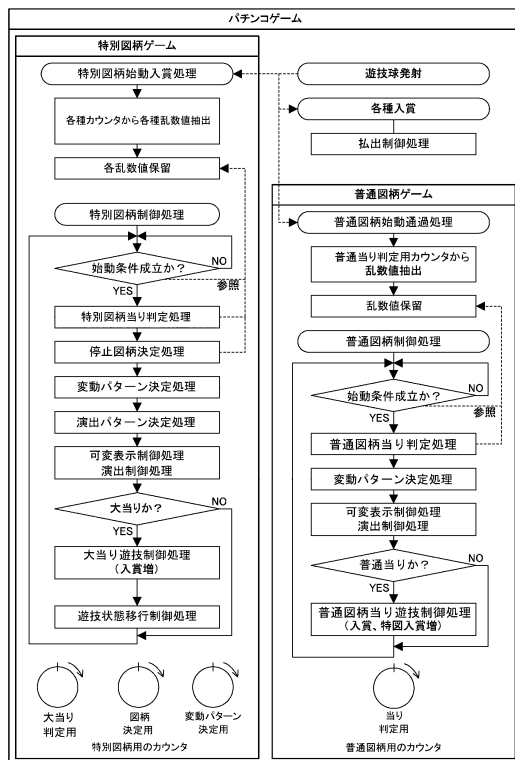 パチンコゲーム
特別図柄ゲーム
特別図柄始動入賞処理
各種カウンタから各種乱数値抽出
各乱数値保留
特別図柄制御処理
始動条件成立か？
NO
参照
YES
特別図柄当り判定処理
停止図柄決定処理
変動パターン決定処理
演出パターン決定処理
可変表示制御処理
演出制御処理
大当りか？
NO
YES
大当り遊技制御処理
（入賞増）
遊技状態移行制御処理
大当り
判定用
図柄
決定用
変動パターン
決定用
特別図柄用のカウンタ
遊技球発射
各種入賞
払出制御処理
普通図柄ゲーム
普通図柄始動通過処理
普通当り判定用カウンタから
乱数値抽出
乱数値保留
普通図柄制御処理
始動条件成立か？
NO
参照
YES
普通図柄当り判定処理
変動パターン決定処理
可変表示制御処理
演出制御処理
普通当りか？
NO
YES
普通図柄当り遊技制御処理
（入賞、特図入賞増）
当り
判定用
普通図柄用のカウンタ